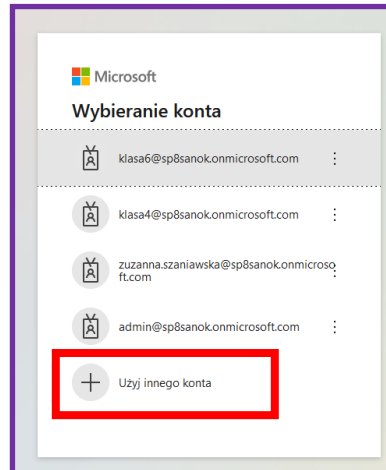 Microsoft
Wybieranie konta
klasa6@sp8sanok.onmicrosoft.com
klasa4@sp8sanok.onmicrosoft.com
zuzanna.szaniawska@sp8sanok.onmicroso
ft.com
admin@sp8sanok.onmicrosoft.com
Użyj innego konta